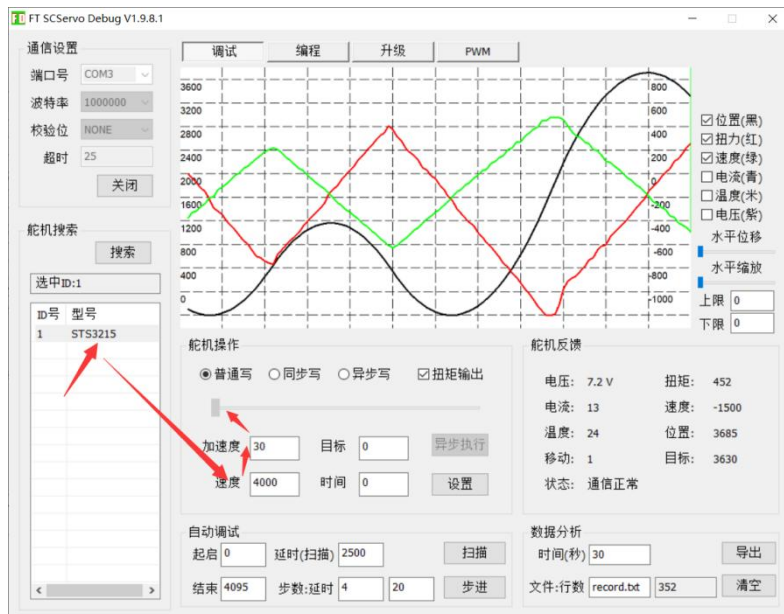 FD FT SCServo Debug V1.9.8.1
通信设置
端口号 COM3
波特率 1000000
校验位 NONE
超时 25
关闭
舵机搜索
搜索
选中ID:1
ID号 型号
1 STS3215
调试 编程 升级 PWM
3600 800
3200 600
2800 400
2400 200
2000 0
1600 -200
1200 -400
800 -600
400 -800
0 -1000
位置(黑)
扭力(红)
速度(绿)
电流(青)
温度(米)
电压(紫)
水平位移
水平缩放
上限 0
下限 0
舵机操作
普通写 同步写 异步写 扭矩输出
加速度 30 目标 0 异步执行
速度 4000 时间 0 设置
舵机反馈
电压: 7.2 V 扭矩: 452
电流: 13 速度: -1500
温度: 24 位置: 3685
移动: 1 目标: 3630
状态: 通信正常
自动调试
起启 0 延时(扫描) 2500 扫描
结束 4095 步数:延时 4 20 步进
数据分析
时间(秒) 30 导出
文件:行数 record.txt 352 清空